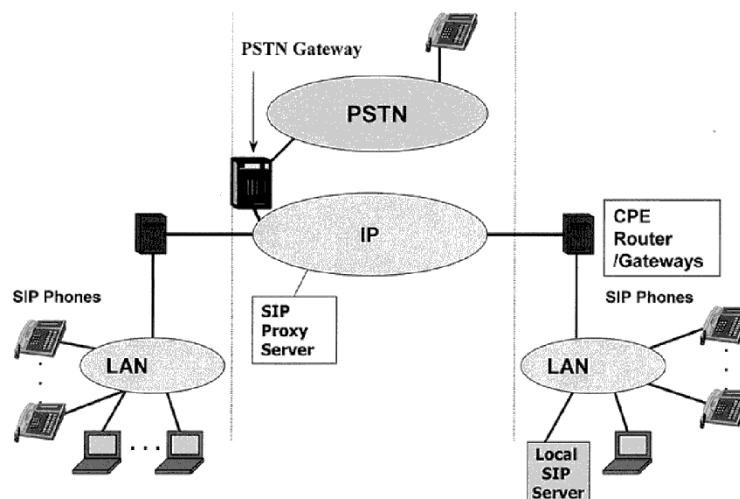 PSTN Gateway
PSTN
IP
CPE
Router
/Gateways
SIP Phones
SIP
Proxy
Server
SIP Phones
LAN
LAN
Local
SIP
Server